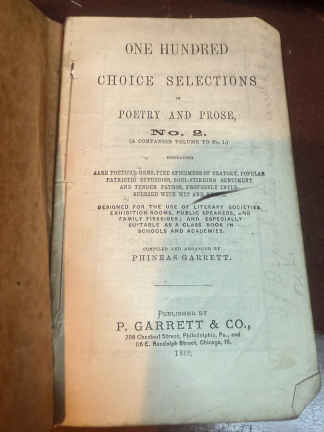 ONE HUNDRED
CHOICE SELECTIONS
IN
POETRY AND PROSE,
No. 2.
(A COMPANION VOLUME TO No. 1.)
CONTAINING
RARE POETICAL GEMS, FINE SPECIMENS OF ORATORY, POPULAR
PATRIOTIC EFFUSIONS, SOUL-STIRRING SENTIMENT
AND TENDER PATHOS, PROFUSELY INTER-
SPERSED WITH WIT AND
DESIGNED FOR THE USE OF LITERARY SOCIETIES,
EXHIBITION ROOMS, PUBLIC SPEAKERS, AND
FAMILY FIRESIDES; AND ESPECIALLY
SUITABLE AS A CLASS BOOK IN
SCHOOLS AND ACADEMIES.
COMPILED AND ARRANGED BY
PHINEAS GARRETT.
PUBLISHED BY
P. GARRETT & CO.,
708 Chestnut Street, Philadelphia, Pa., and
116 E. Randolph Street, Chicago, Ill.